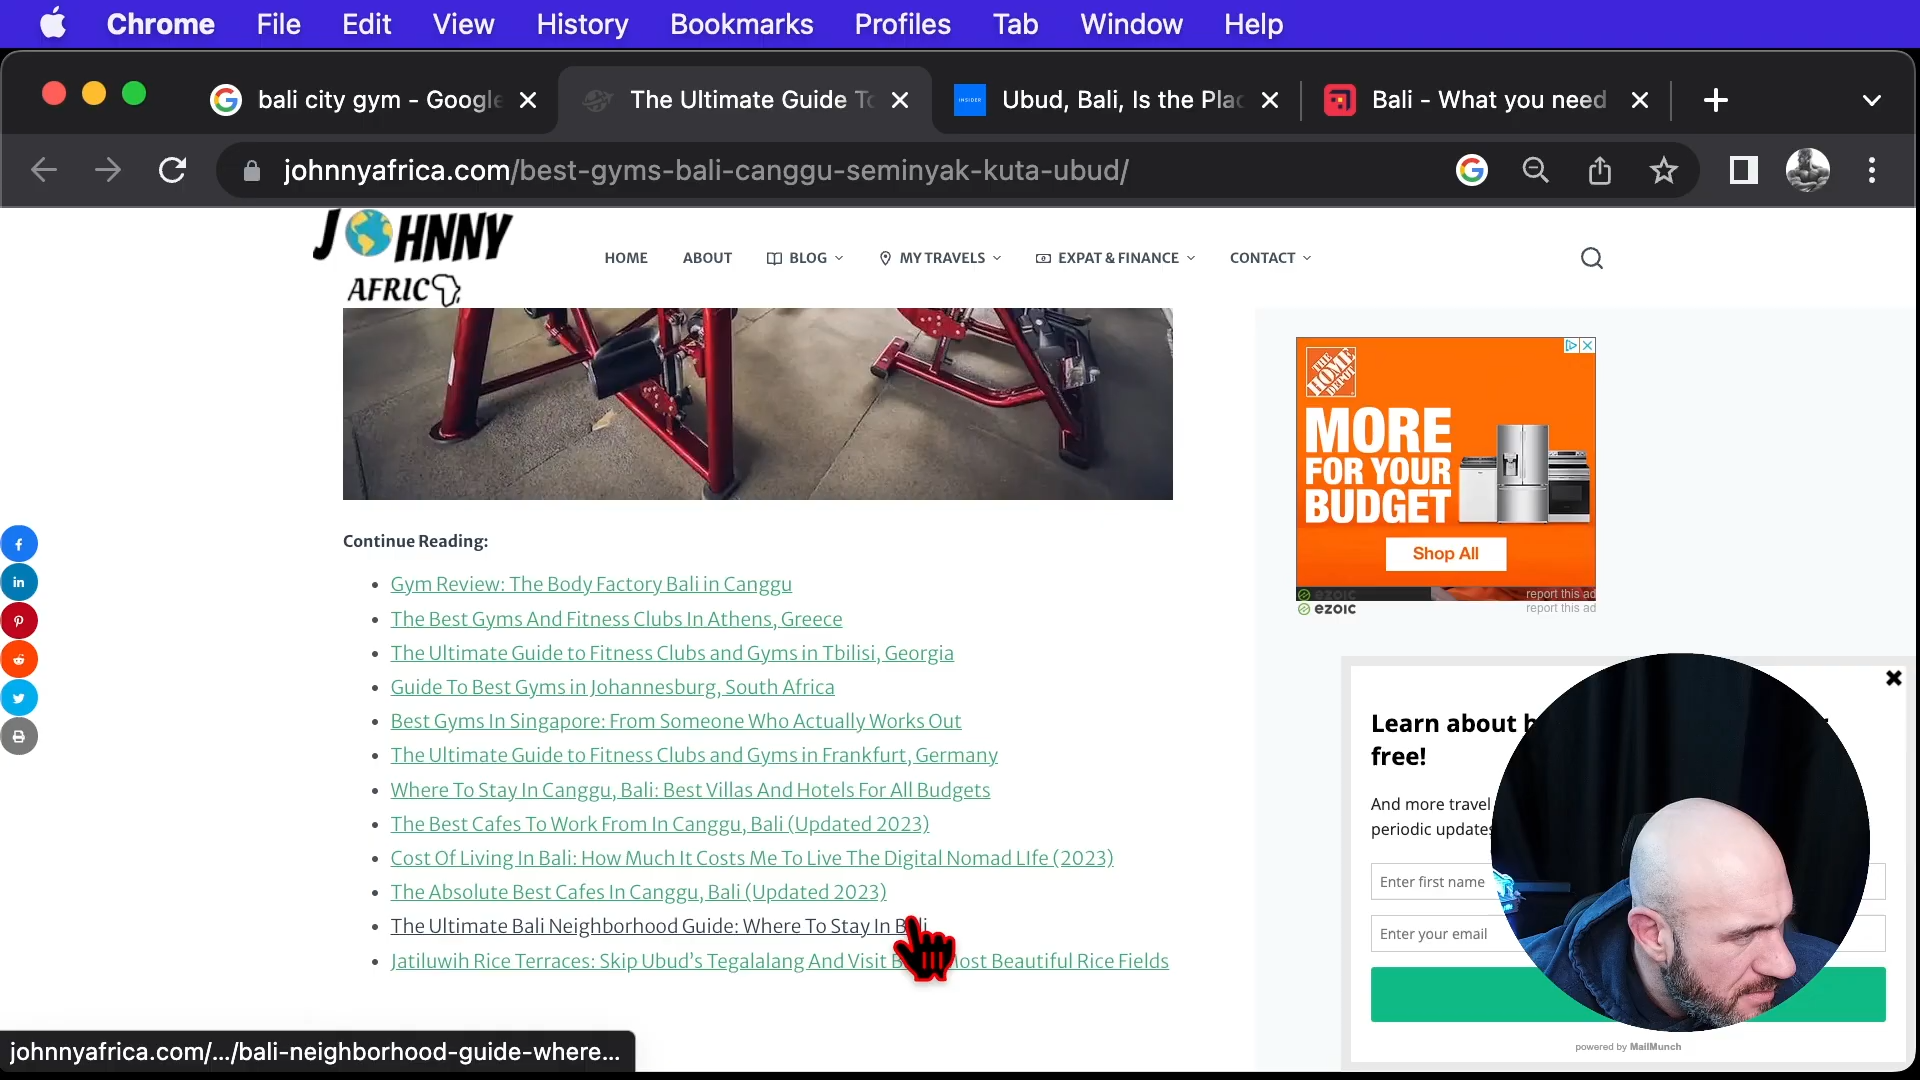 Chrome File Edit View History Bookmarks Profiles Tab Window Help
bali city gym - Google
The Ultimate Guide To
INSIDER
Ubud, Bali, Is the Plac
Bali - What you need
johnnyafrica.com/best-gyms-bali-canggu-seminyak-kuta-ubud/
JOHNNY
AFRICA
HOME ABOUT BLOG MY TRAVELS EXPAT & FINANCE CONTACT
THE HOME DEPOT
MORE
FOR YOUR
BUDGET
Shop All
ezoic
report this ad
ezoic
report this ad
Continue Reading:
• Gym Review: The Body Factory Bali in Canggu
• The Best Gyms And Fitness Clubs In Athens, Greece
• The Ultimate Guide to Fitness Clubs and Gyms in Tbilisi, Georgia
• Guide To Best Gyms in Johannesburg, South Africa
• Best Gyms In Singapore: From Someone Who Actually Works Out
• The Ultimate Guide to Fitness Clubs and Gyms in Frankfurt, Germany
• Where To Stay In Canggu, Bali: Best Villas And Hotels For All Budgets
• The Best Cafes To Work From In Canggu, Bali (Updated 2023)
• Cost Of Living In Bali: How Much It Costs Me To Live The Digital Nomad LIfe (2023)
• The Absolute Best Cafes In Canggu, Bali (Updated 2023)
• The Ultimate Bali Neighborhood Guide: Where To Stay In Bali
• Jatiluwih Rice Terraces: Skip Ubud’s Tegalalang And Visit Most Beautiful Rice Fields
Learn about
free!
And more travel
periodic updates
Enter first name
Enter your email
powered by MailMunch
johnnyafrica.com/.../bali-neighborhood-guide-where...